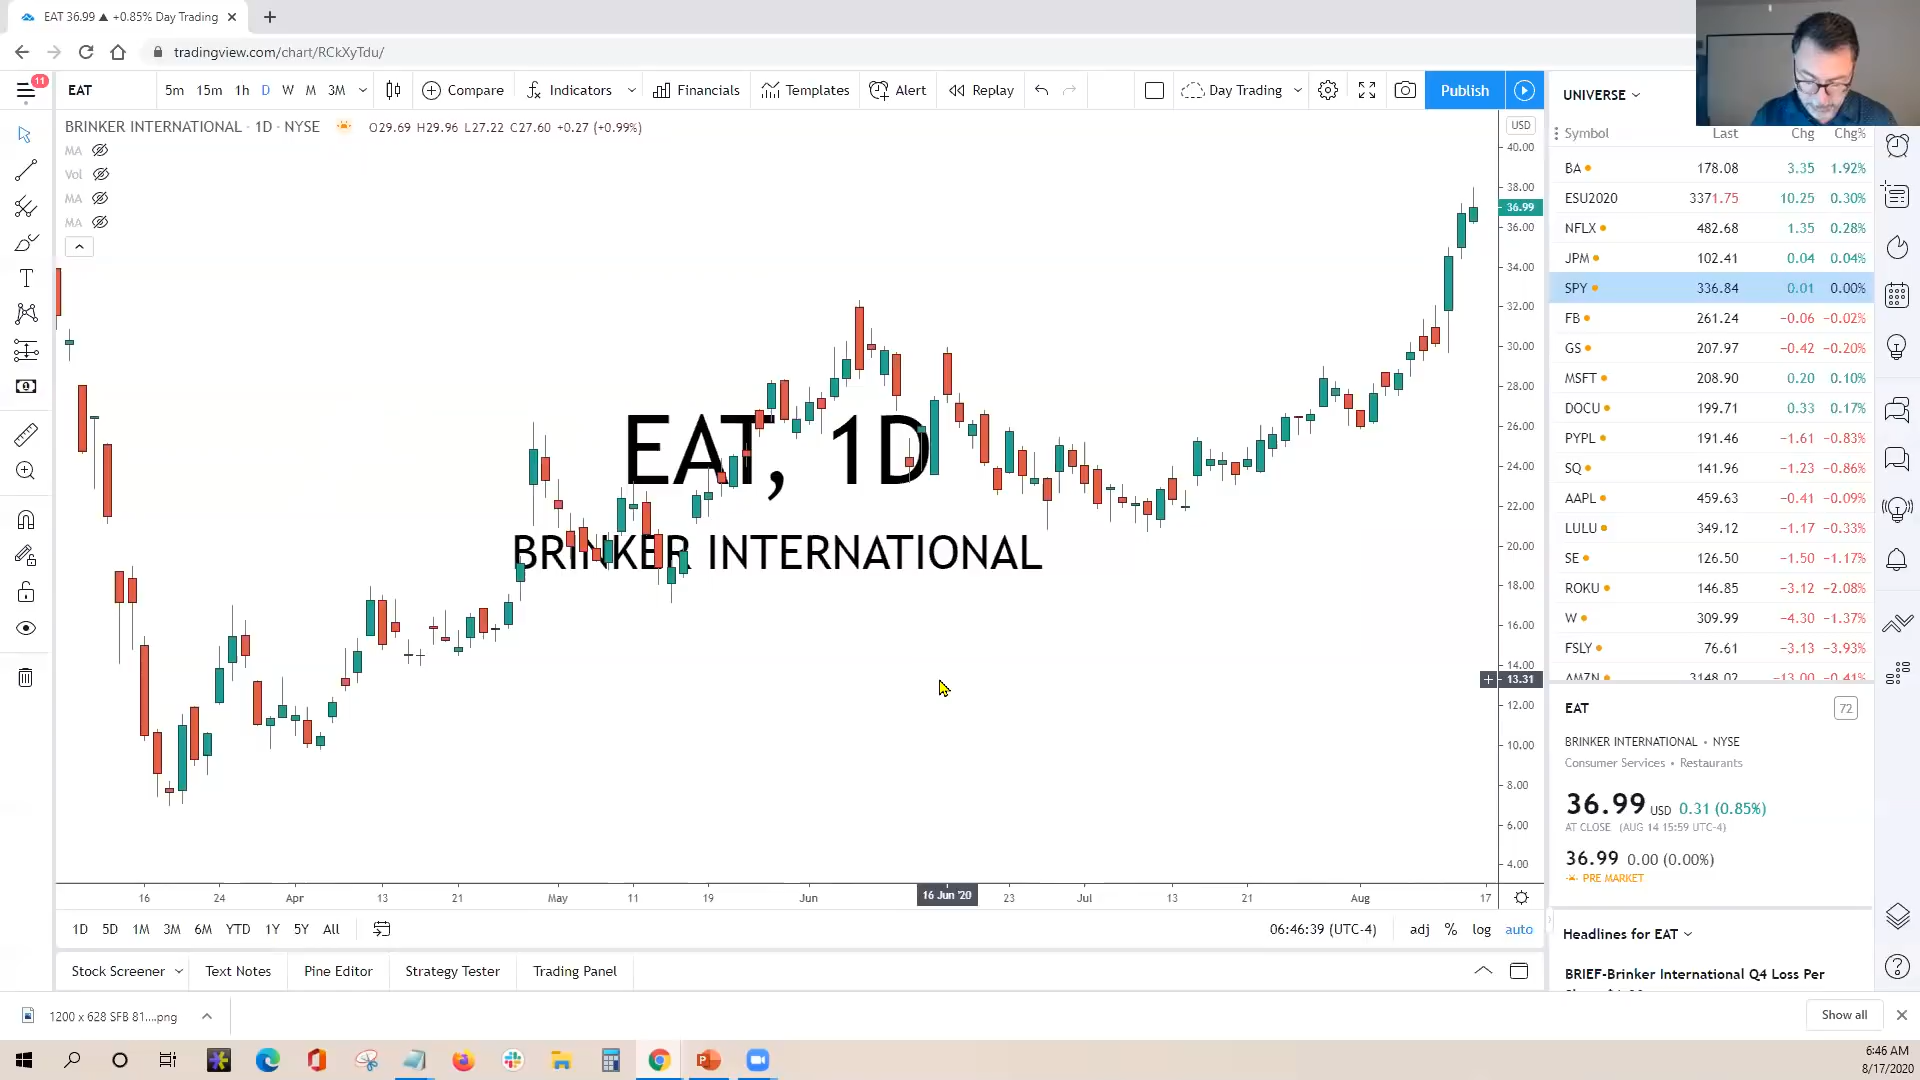 EAT 36.99 ▲ +0.85% Day Trading
tradingview.com/chart/RCkXyTdu/
11
EAT 5m 15m 1h D W M 3M Compare Indicators Financials Templates Alert Replay Day Trading Publish
BRINKER INTERNATIONAL · 1D · NYSE O29.69 H29.96 L27.22 C27.60 +0.27 (+0.99%)
MA
Vol
MA
MA
EAT, 1D
BRINKER INTERNATIONAL
USD
40.00
38.00
36.99
36.00
34.00
32.00
30.00
28.00
26.00
24.00
22.00
20.00
18.00
16.00
14.00
13.31
12.00
10.00
8.00
6.00
4.00
16 24 Apr 13 21 May 11 19 Jun 16 Jun '20 23 Jul 13 21 Aug 17
1D 5D 1M 3M 6M YTD 1Y 5Y All 06:46:39 (UTC-4) adj % log auto
Stock Screener Text Notes Pine Editor Strategy Tester Trading Panel
UNIVERSE
Symbol Last Chg Chg%
BA 178.08 3.35 1.92%
ESU2020 3371.75 10.25 0.30%
NFLX 482.68 1.35 0.28%
JPM 102.41 0.04 0.04%
SPY 336.84 0.01 0.00%
FB 261.24 −0.06 −0.02%
GS 207.97 −0.42 −0.20%
MSFT 208.90 0.20 0.10%
DOCU 199.71 0.33 0.17%
PYPL 191.46 −1.61 −0.83%
SQ 141.96 −1.23 −0.86%
AAPL 459.63 −0.41 −0.09%
LULU 349.12 −1.17 −0.33%
SE 126.50 −1.50 −1.17%
ROKU 146.85 −3.12 −2.08%
W 309.99 −4.30 −1.37%
FSLY 76.61 −3.13 −3.93%
AMZN 3148.02 −13.00 −0.41%
EAT 72
BRINKER INTERNATIONAL • NYSE
Consumer Services • Restaurants
36.99 USD 0.31 (0.85%)
AT CLOSE (AUG 14 15:59 UTC-4)
36.99 0.00 (0.00%)
PRE MARKET
Headlines for EAT
BRIEF-Brinker International Q4 Loss Per
1200 x 628 SFB 81....png Show all
6:46 AM
8/17/2020